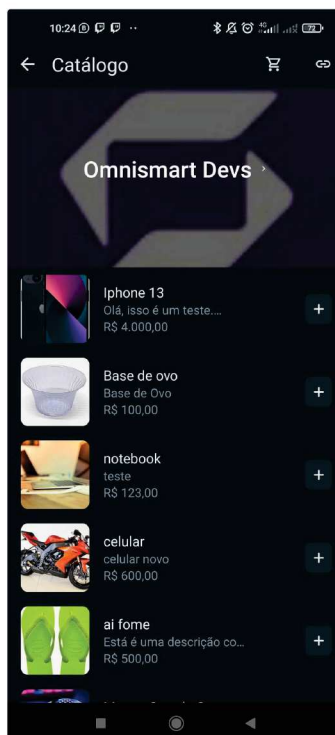 10:24
4G
72
Catálogo
Omnismart Devs
Iphone 13
Olá, isso é um teste....
R$ 4.000,00
Base de ovo
Base de Ovo
R$ 100,00
notebook
teste
R$ 123,00
celular
celular novo
R$ 600,00
ai fome
Está é uma descrição co...
R$ 500,00